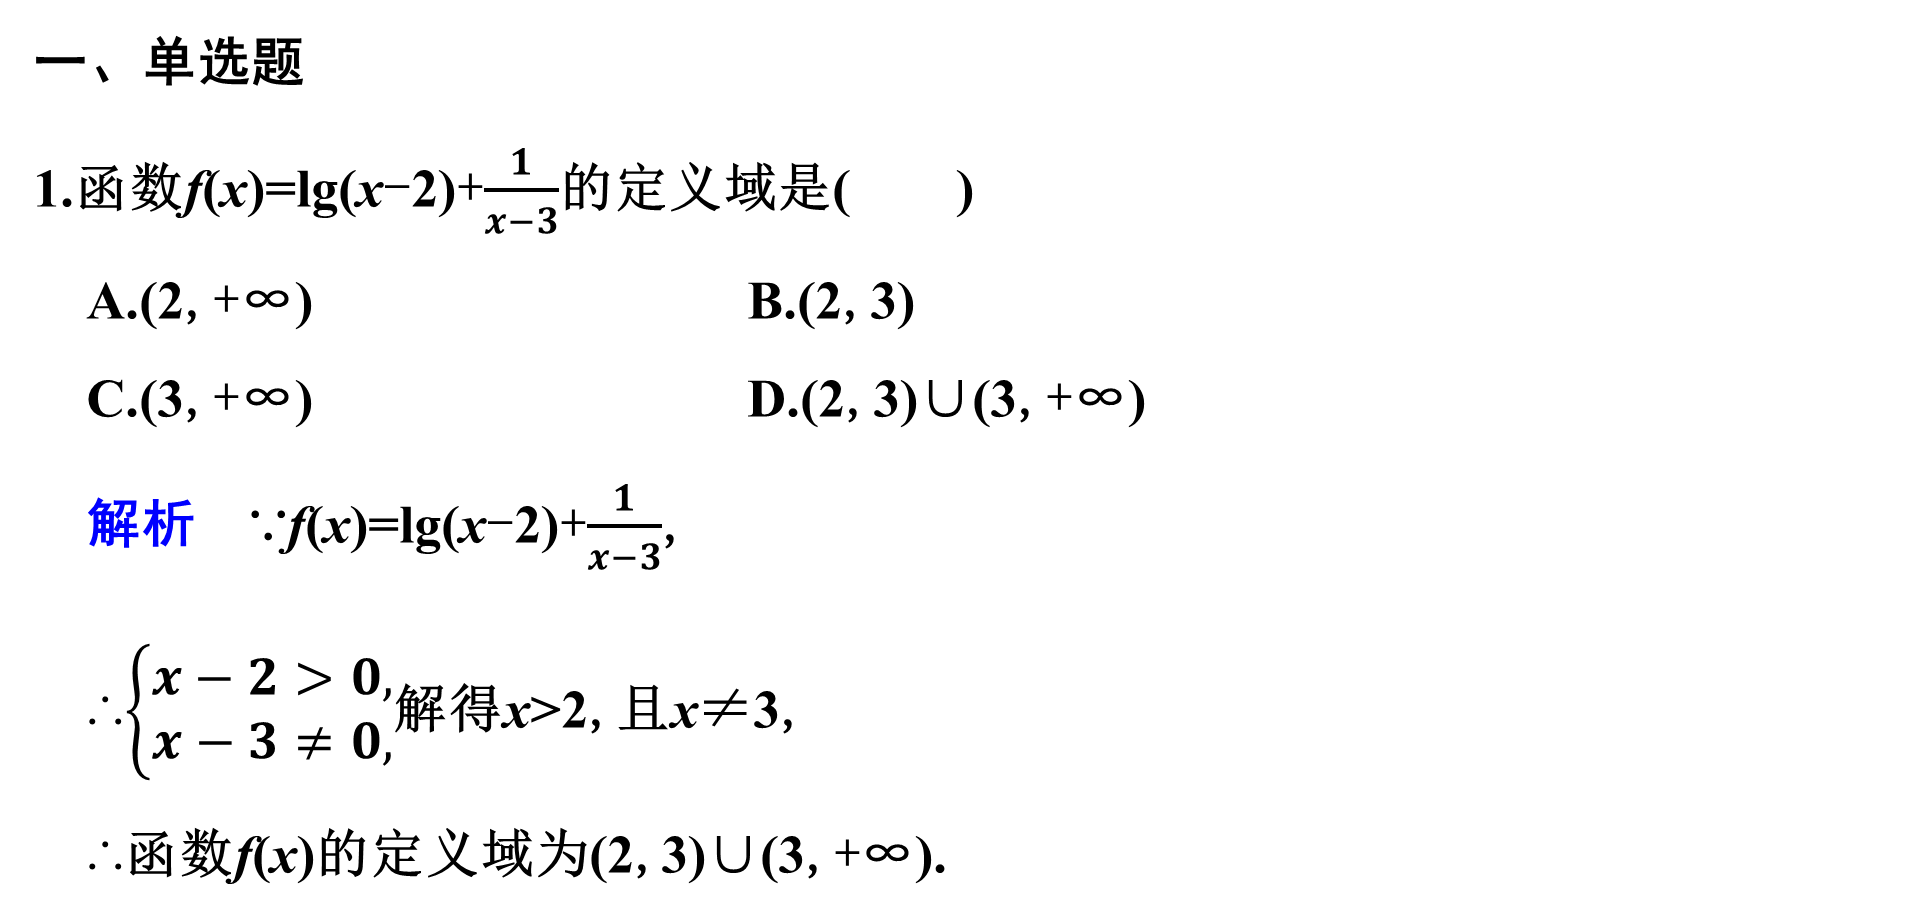 一、单选题
1.函数f(x)=lg(x−2)+\frac{1}{x−3}的定义域是(  )
A.(2, +∞) B.(2, 3)
C.(3, +∞) D.(2, 3)∪(3, +∞)
解析 ∵f(x)=lg(x−2)+\frac{1}{x−3},
∴{x−2>0, x−3≠0, 解得x>2, 且x≠3,
∴函数f(x)的定义域为(2, 3)∪(3, +∞).